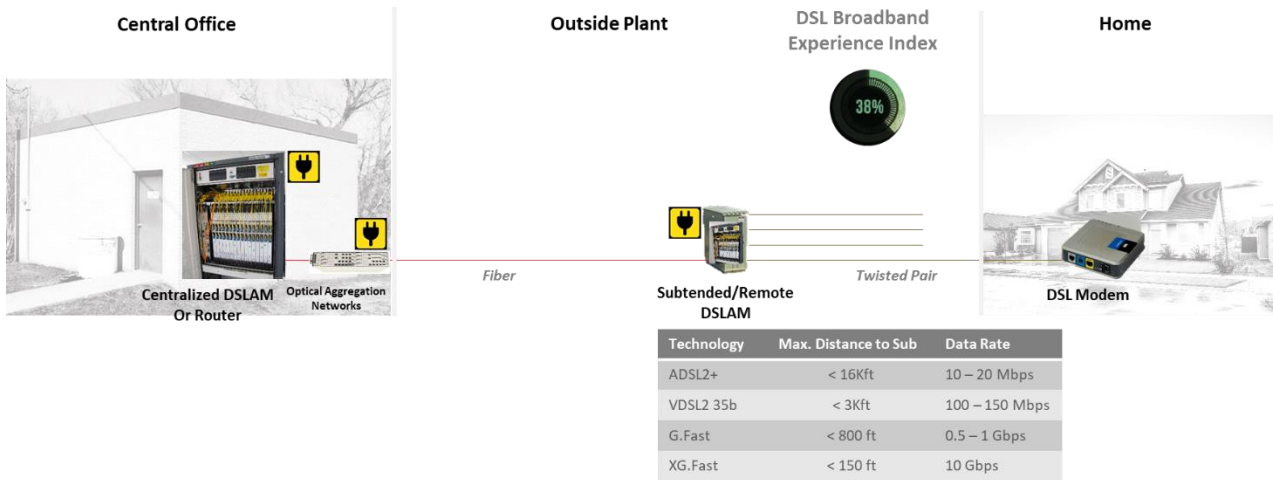 Central Office
Outside Plant
DSL Broadband
Experience Index
Home
38%
Fiber
Twisted Pair
Centralized DSLAM
Or Router
Optical Aggregation
Networks
Subtended/Remote
DSLAM
DSL Modem
Technology Max. Distance to Sub Data Rate
ADSL2+ < 16Kft 10 – 20 Mbps
VDSL2 35b < 3Kft 100 – 150 Mbps
G.Fast < 800 ft 0.5 – 1 Gbps
XG.Fast < 150 ft 10 Gbps